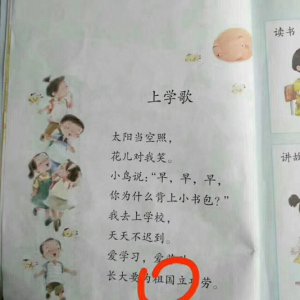 上学歌
太阳当空照，
花儿对我笑。
小鸟说：“早，早，早，
你为什么背上小书包？”
我去上学校，
天天不迟到。
爱学习，爱
长大要为祖国立功劳。
读书
讲故